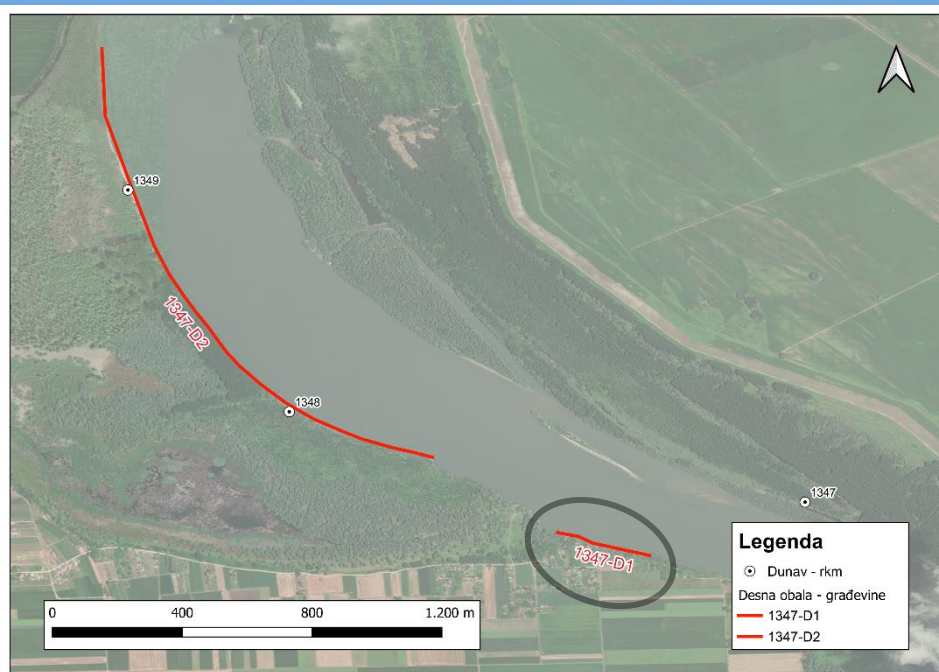 1349
1347-D2
1348
1347
1347-D1
Legenda
Dunav - rkm
Desna obala - građevine
1347-D1
1347-D2
0 400 800 1.200 m